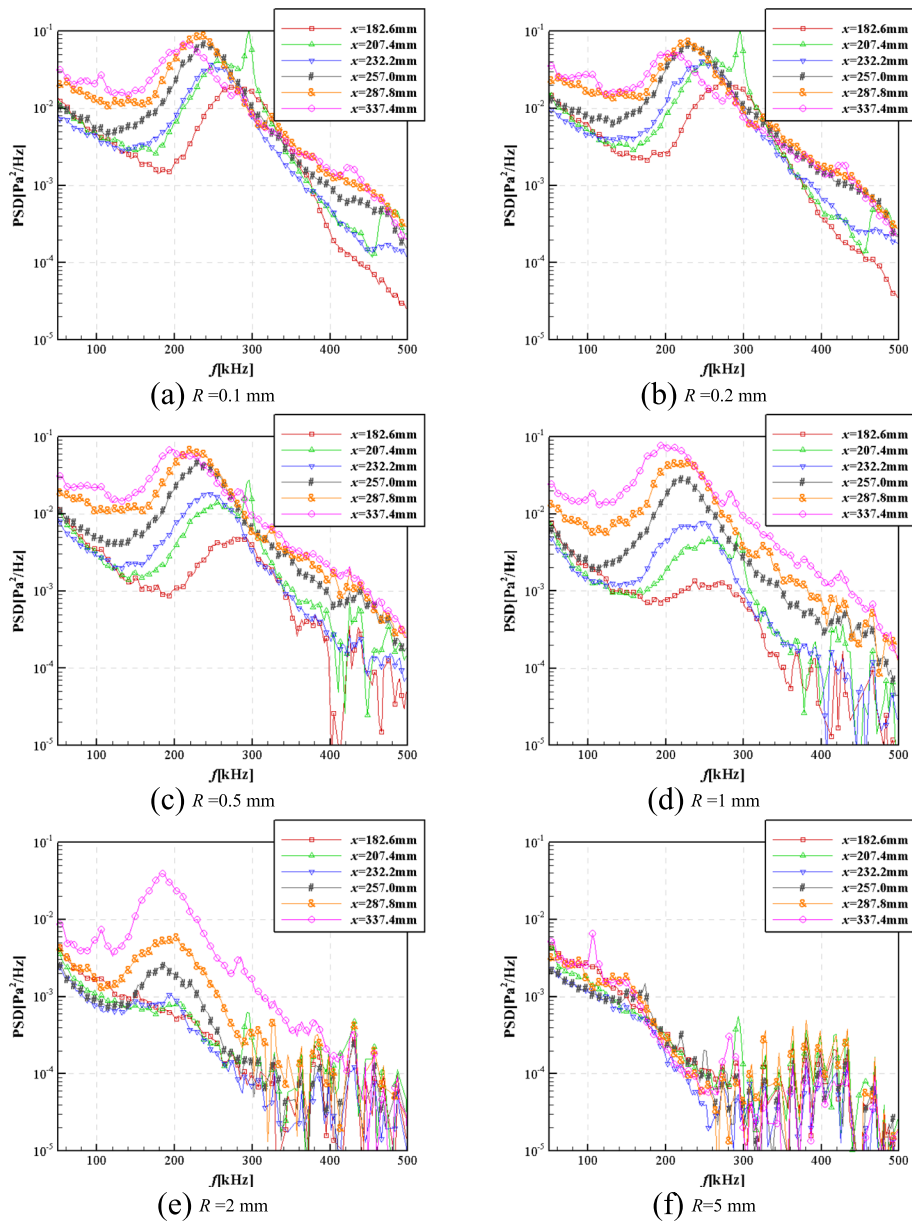 10^-1
10^-2
10^-3
10^-4
10^-5
PSD[Pa²/Hz]
x=182.6mm
x=207.4mm
x=232.2mm
x=257.0mm
x=287.8mm
x=337.4mm
100 200 300 400 500
f[kHz]
(a) R =0.1 mm
10^-1
10^-2
10^-3
10^-4
10^-5
PSD[Pa²/Hz]
x=182.6mm
x=207.4mm
x=232.2mm
x=257.0mm
x=287.8mm
x=337.4mm
100 200 300 400 500
f[kHz]
(b) R =0.2 mm
10^-1
10^-2
10^-3
10^-4
10^-5
PSD[Pa²/Hz]
x=182.6mm
x=207.4mm
x=232.2mm
x=257.0mm
x=287.8mm
x=337.4mm
100 200 300 400 500
f[kHz]
(c) R =0.5 mm
10^-1
10^-2
10^-3
10^-4
10^-5
PSD[Pa²/Hz]
x=182.6mm
x=207.4mm
x=232.2mm
x=257.0mm
x=287.8mm
x=337.4mm
100 200 300 400 500
f[kHz]
(d) R =1 mm
10^-1
10^-2
10^-3
10^-4
10^-5
PSD[Pa²/Hz]
x=182.6mm
x=207.4mm
x=232.2mm
x=257.0mm
x=287.8mm
x=337.4mm
100 200 300 400 500
f[kHz]
(e) R =2 mm
10^-1
10^-2
10^-3
10^-4
10^-5
PSD[Pa²/Hz]
x=182.6mm
x=207.4mm
x=232.2mm
x=257.0mm
x=287.8mm
x=337.4mm
100 200 300 400 500
f[kHz]
(f) R=5 mm